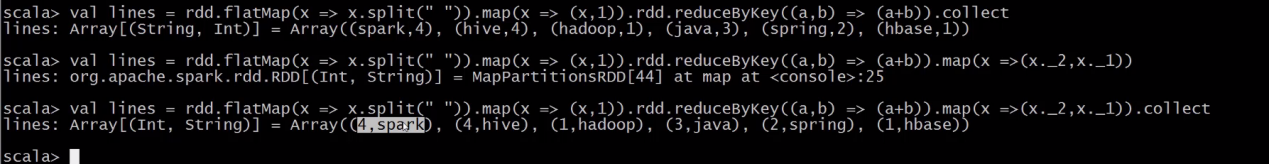 scala> val lines = rdd.flatMap(x => x.split(" ")).map(x => (x,1)).rdd.reduceByKey((a,b) => (a+b)).collect
lines: Array[(String, Int)] = Array((spark,4), (hive,4), (hadoop,1), (java,3), (spring,2), (hbase,1))
scala> val lines = rdd.flatMap(x => x.split(" ")).map(x => (x,1)).rdd.reduceByKey((a,b) => (a+b)).map(x =>(x._2,x._1))
lines: org.apache.spark.rdd.RDD[(Int, String)] = MapPartitionsRDD[44] at map at <console>:25
scala> val lines = rdd.flatMap(x => x.split(" ")).map(x => (x,1)).rdd.reduceByKey((a,b) => (a+b)).map(x =>(x._2,x._1)).collect
lines: Array[(Int, String)] = Array((4,spark), (4,hive), (1,hadoop), (3,java), (2,spring), (1,hbase))
scala>